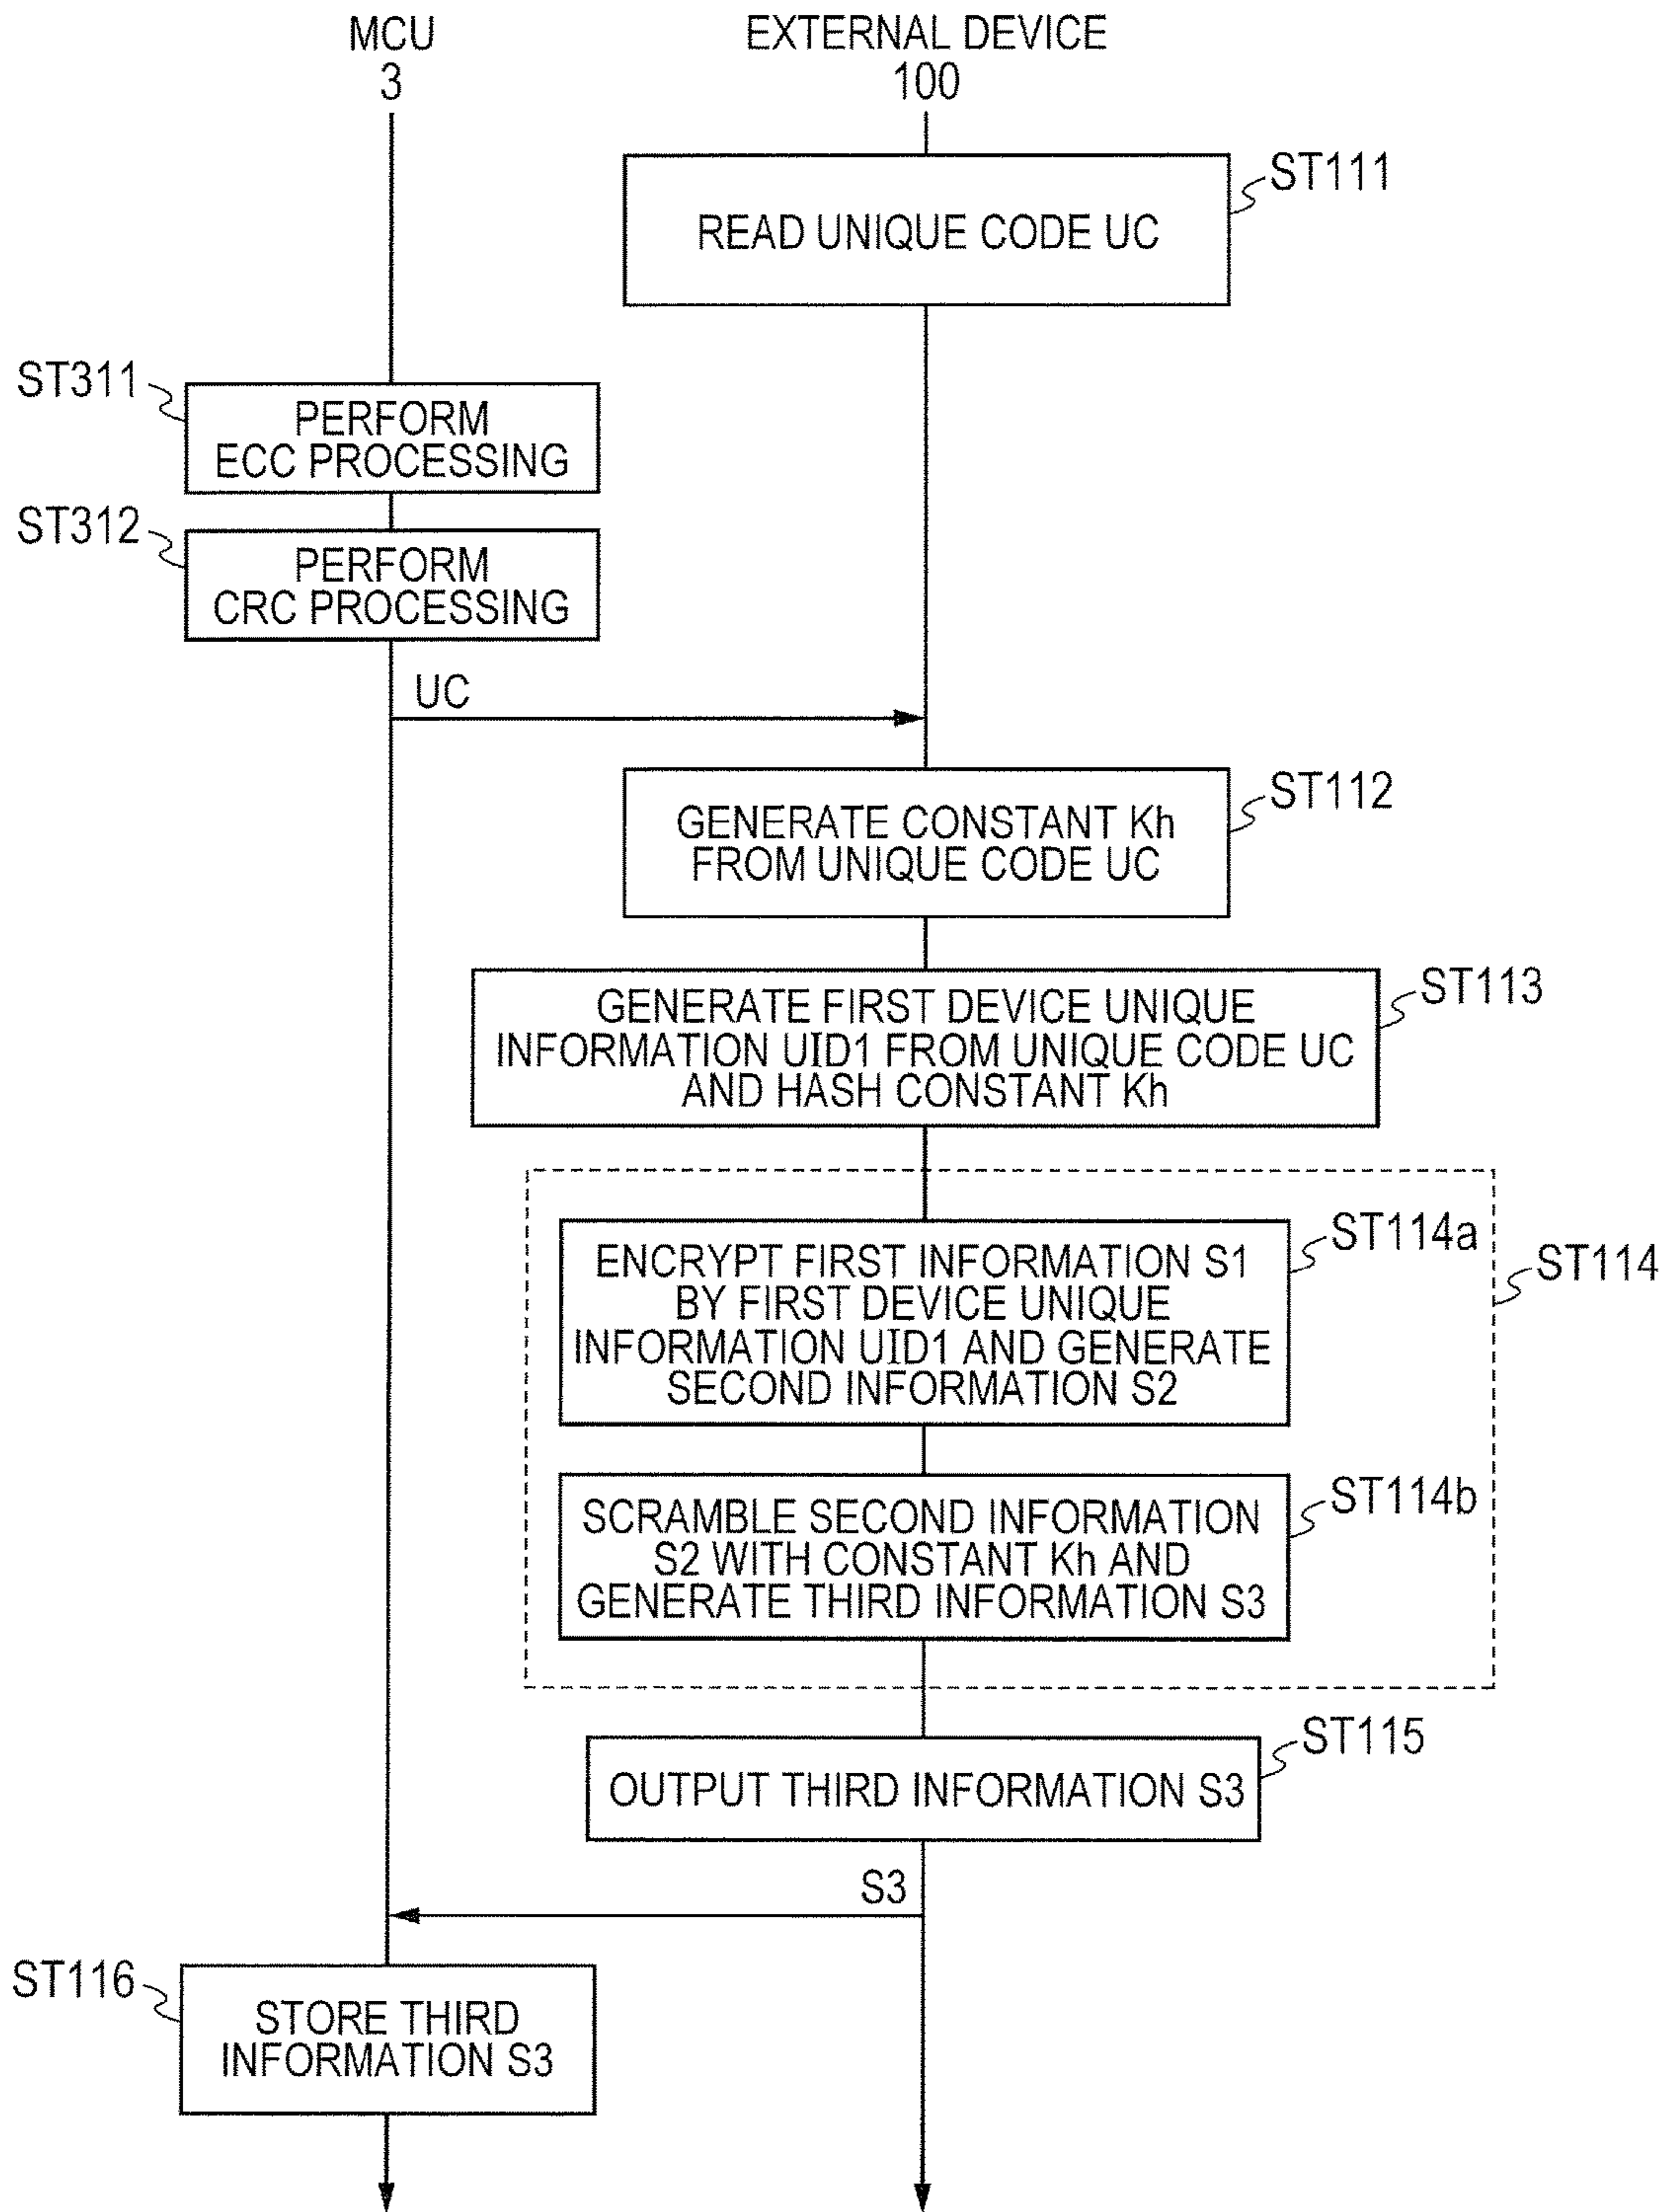 MCU
3
EXTERNAL DEVICE
100
ST111
READ UNIQUE CODE UC
ST311
PERFORM
ECC PROCESSING
ST312
PERFORM
CRC PROCESSING
UC
ST112
GENERATE CONSTANT Kh
FROM UNIQUE CODE UC
ST113
GENERATE FIRST DEVICE UNIQUE
INFORMATION UID1 FROM UNIQUE CODE UC
AND HASH CONSTANT Kh
ST114a
ST114
ENCRYPT FIRST INFORMATION S1
BY FIRST DEVICE UNIQUE
INFORMATION UID1 AND GENERATE
SECOND INFORMATION S2
ST114b
SCRAMBLE SECOND INFORMATION
S2 WITH CONSTANT Kh AND
GENERATE THIRD INFORMATION S3
ST115
OUTPUT THIRD INFORMATION S3
S3
ST116
STORE THIRD
INFORMATION S3